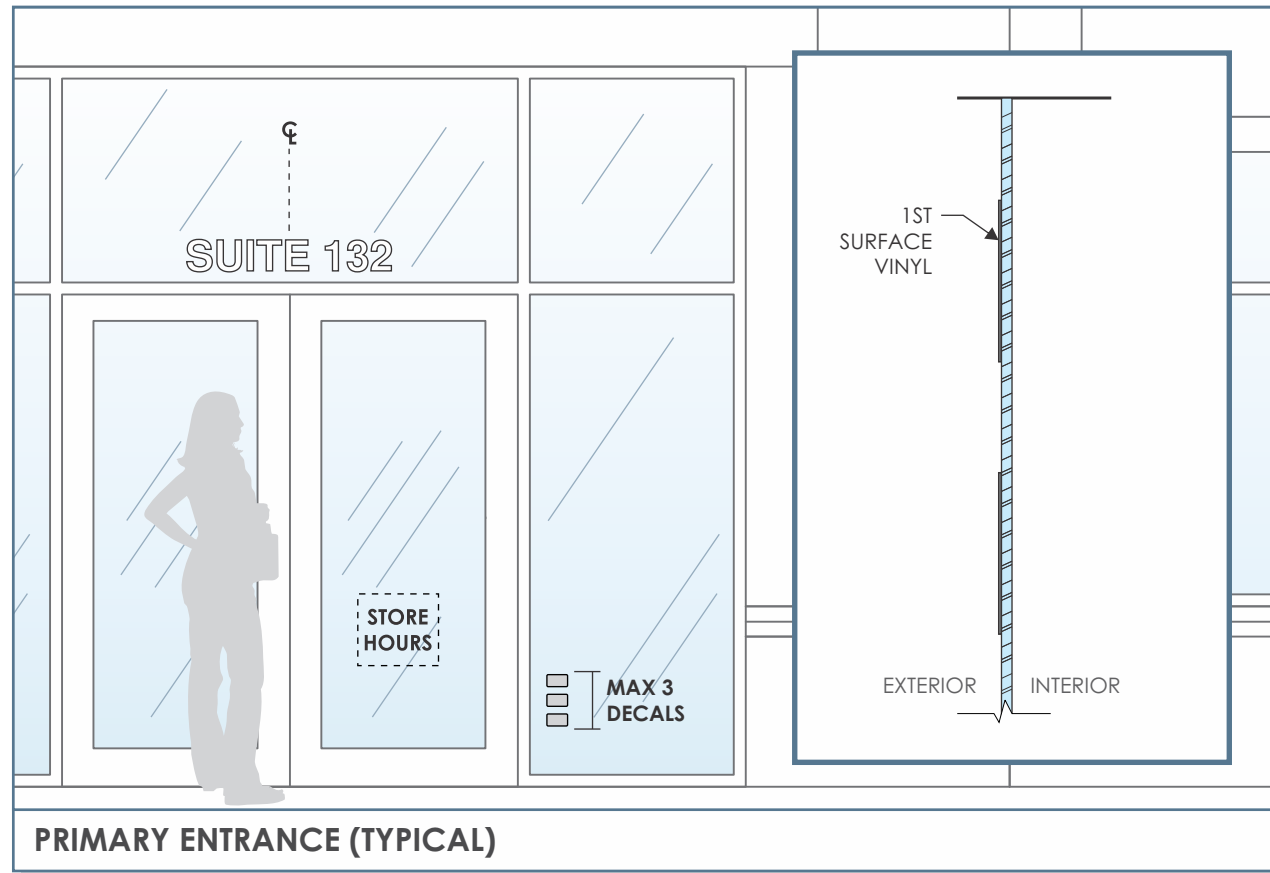 ℄
SUITE 132
STORE
HOURS
MAX 3
DECALS
1ST
SURFACE
VINYL
EXTERIOR
INTERIOR
PRIMARY ENTRANCE (TYPICAL)